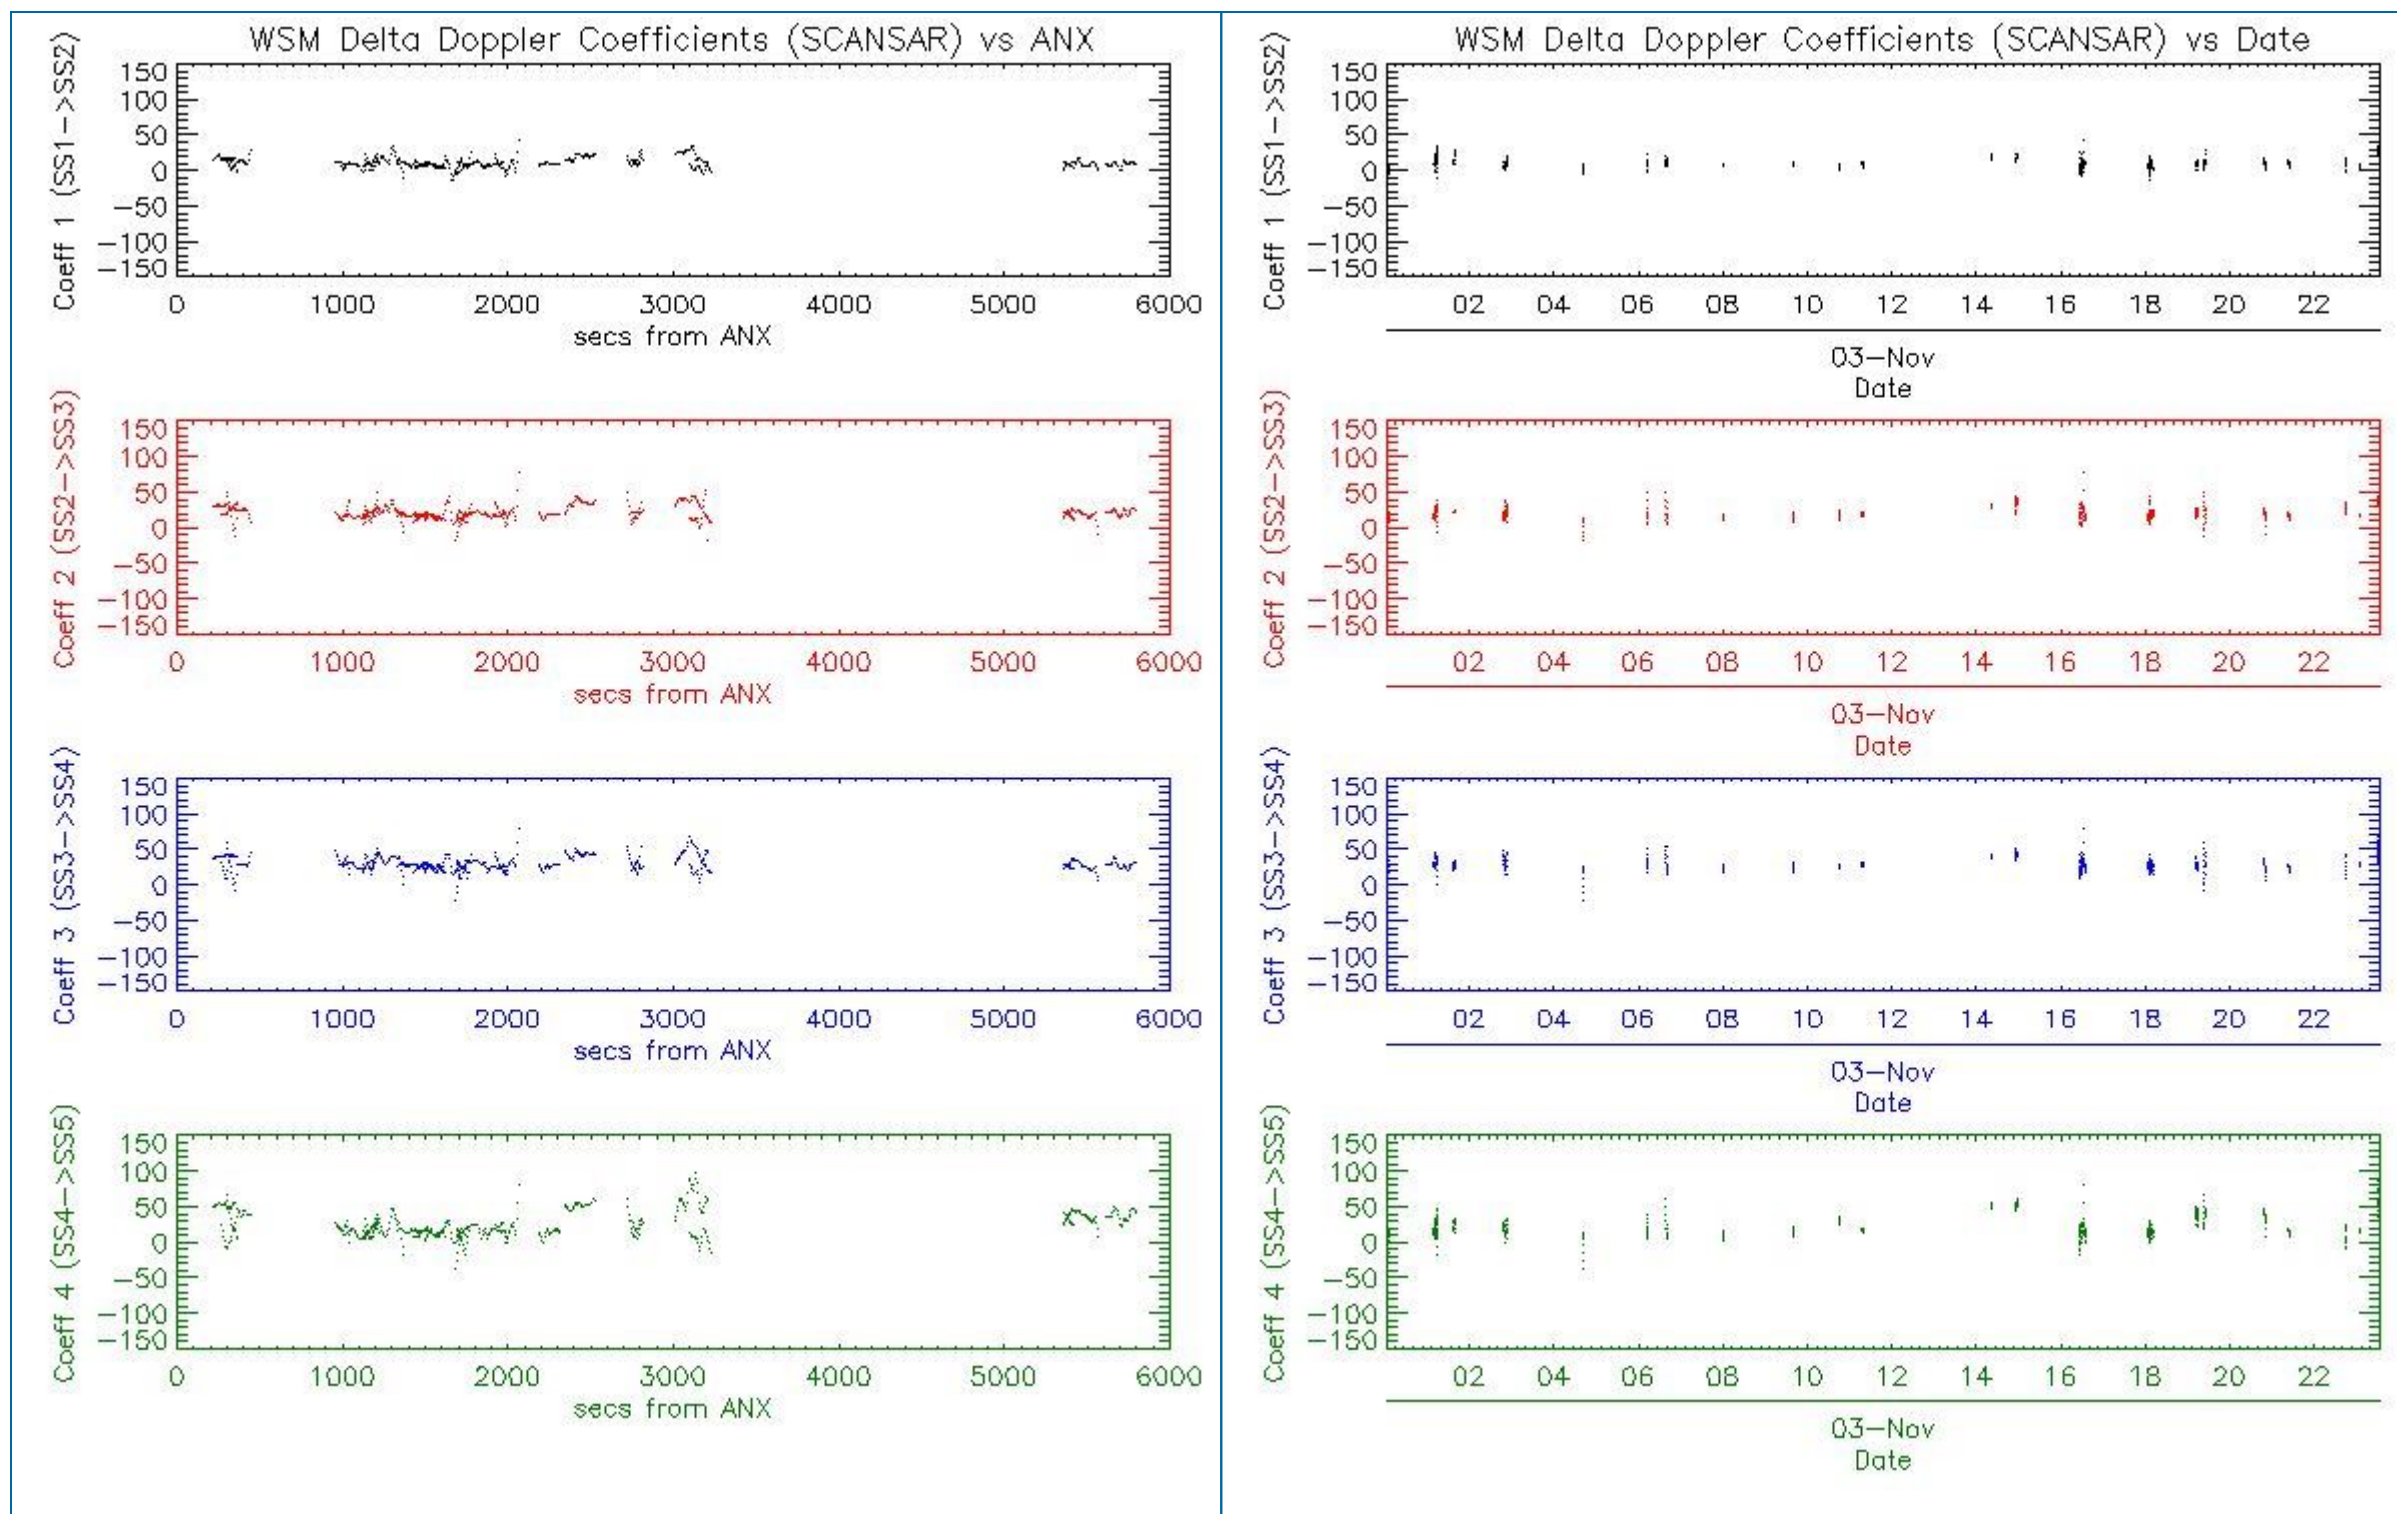 WSM Delta Doppler Coefficients (SCANSAR) vs ANX
Coeff 1 (SS1->SS2)
150
100
50
0
-50
-100
-150
0 1000 2000 3000 4000 5000 6000
secs from ANX
Coeff 2 (SS2->SS3)
150
100
50
0
-50
-100
-150
0 1000 2000 3000 4000 5000 6000
secs from ANX
Coeff 3 (SS3->SS4)
150
100
50
0
-50
-100
-150
0 1000 2000 3000 4000 5000 6000
secs from ANX
Coeff 4 (SS4->SS5)
150
100
50
0
-50
-100
-150
0 1000 2000 3000 4000 5000 6000
secs from ANX
WSM Delta Doppler Coefficients (SCANSAR) vs Date
Coeff 1 (SS1->SS2)
150
100
50
0
-50
-100
-150
02 04 06 08 10 12 14 16 18 20 22
03-Nov
Date
Coeff 2 (SS2->SS3)
150
100
50
0
-50
-100
-150
02 04 06 08 10 12 14 16 18 20 22
03-Nov
Date
Coeff 3 (SS3->SS4)
150
100
50
0
-50
-100
-150
02 04 06 08 10 12 14 16 18 20 22
03-Nov
Date
Coeff 4 (SS4->SS5)
150
100
50
0
-50
-100
-150
02 04 06 08 10 12 14 16 18 20 22
03-Nov
Date